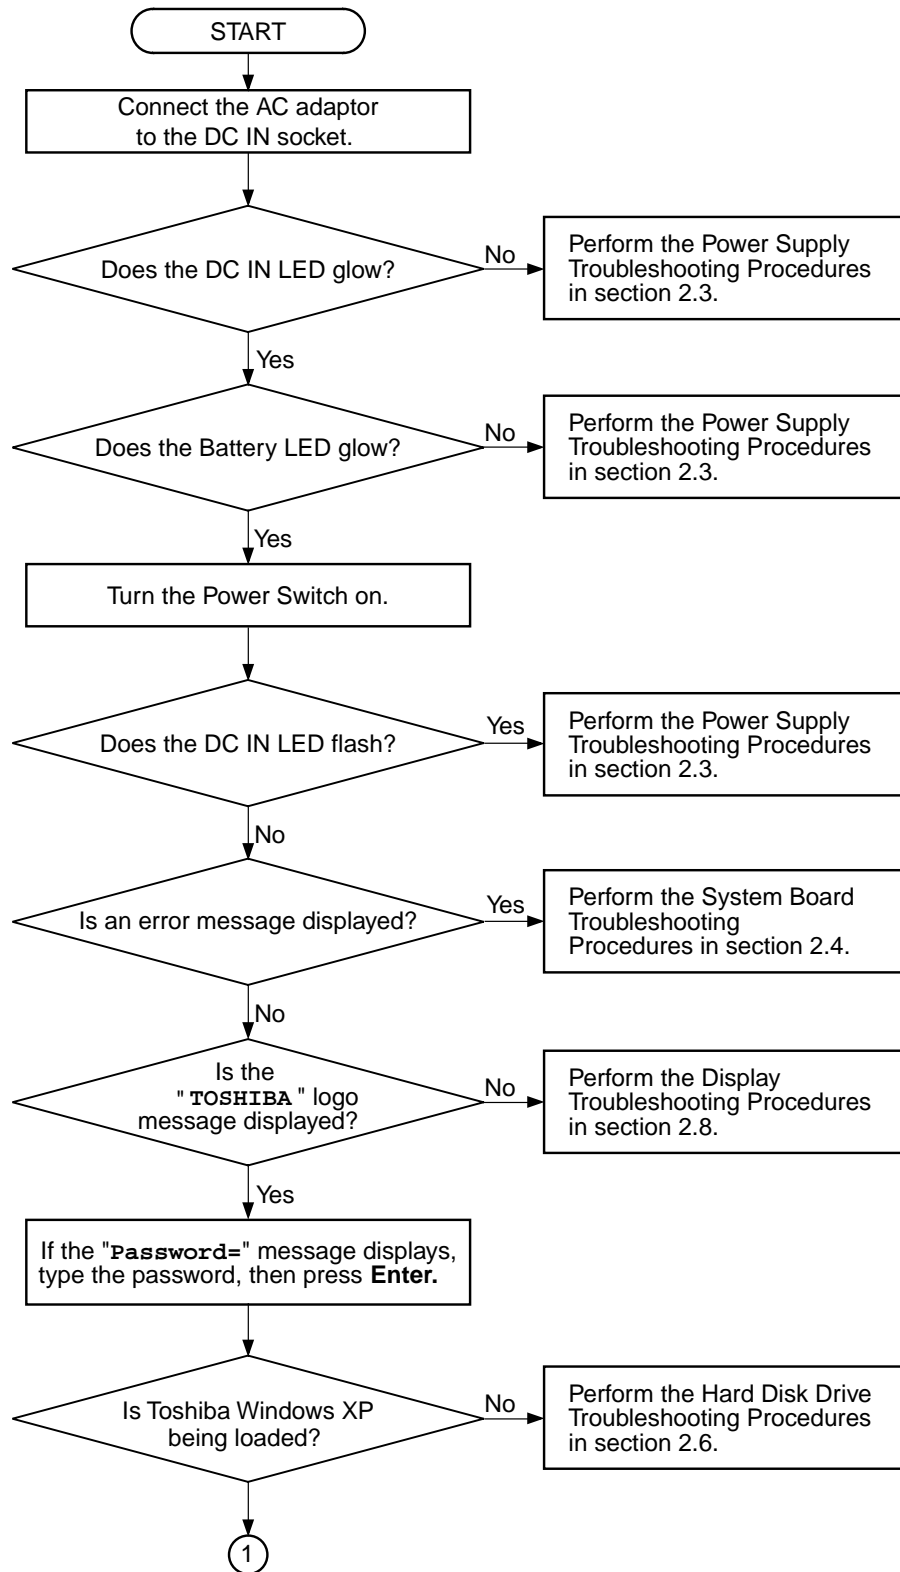 START
Connect the AC adaptor
to the DC IN socket.
Does the DC IN LED glow?
No
Perform the Power Supply
Troubleshooting Procedures
in section 2.3.
Yes
Does the Battery LED glow?
No
Perform the Power Supply
Troubleshooting Procedures
in section 2.3.
Yes
Turn the Power Switch on.
Does the DC IN LED flash?
Yes
Perform the Power Supply
Troubleshooting Procedures
in section 2.3.
No
Is an error message displayed?
Yes
Perform the System Board
Troubleshooting
Procedures in section 2.4.
No
Is the
"TOSHIBA" logo
message displayed?
No
Perform the Display
Troubleshooting Procedures
in section 2.8.
Yes
If the "Password=" message displays,
type the password, then press Enter.
Is Toshiba Windows XP
being loaded?
No
Perform the Hard Disk Drive
Troubleshooting Procedures
in section 2.6.
1